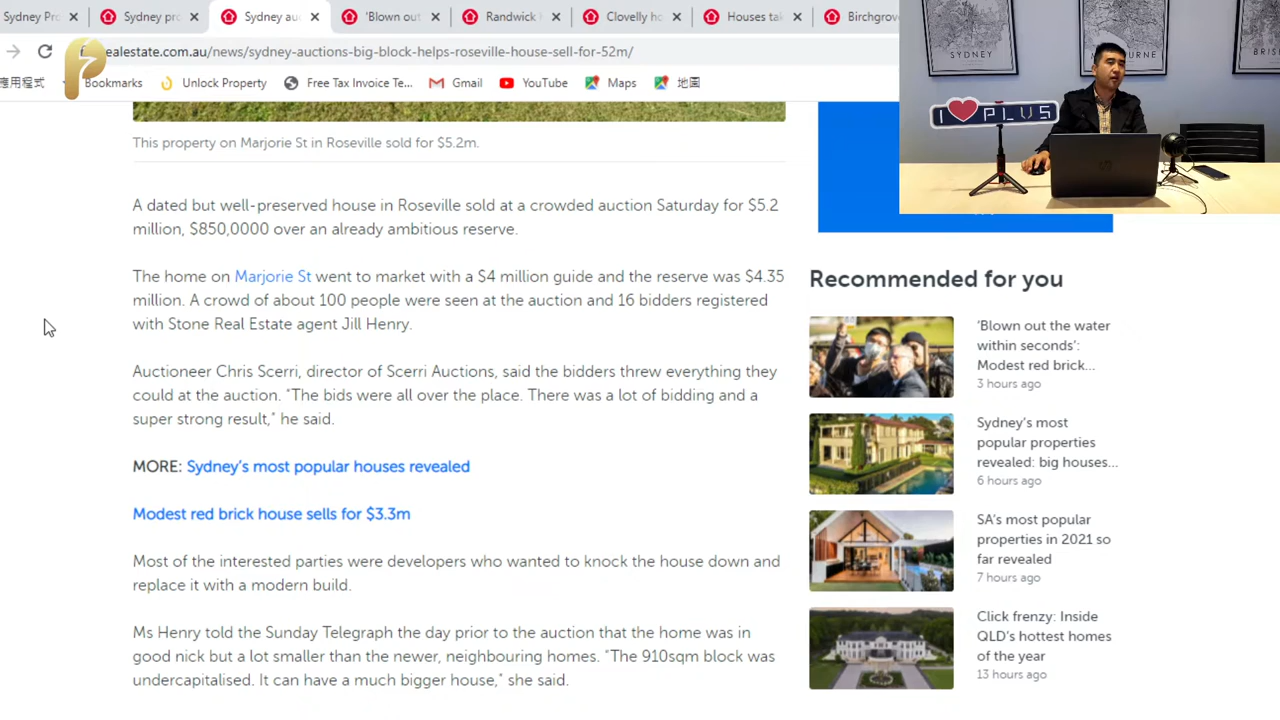 Sydney Pro
Sydney pro
Sydney au
'Blown out
Randwick
Clovelly ho
Houses tak
Birchgrov
realestate.com.au/news/sydney-auctions-big-block-helps-roseville-house-sell-for-52m/
應用程式
Bookmarks
Unlock Property
Free Tax Invoice Te...
Gmail
YouTube
Maps
地圖
SYDNEY
I PLUS
This property on Marjorie St in Roseville sold for $5.2m.
A dated but well-preserved house in Roseville sold at a crowded auction Saturday for $5.2
million, $850,0000 over an already ambitious reserve.
The home on Marjorie St went to market with a $4 million guide and the reserve was $4.35
million. A crowd of about 100 people were seen at the auction and 16 bidders registered
with Stone Real Estate agent Jill Henry.
Auctioneer Chris Scerri, director of Scerri Auctions, said the bidders threw everything they
could at the auction. "The bids were all over the place. There was a lot of bidding and a
super strong result," he said.
MORE: Sydney's most popular houses revealed
Modest red brick house sells for $3.3m
Most of the interested parties were developers who wanted to knock the house down and
replace it with a modern build.
Ms Henry told the Sunday Telegraph the day prior to the auction that the home was in
good nick but a lot smaller than the newer, neighbouring homes. "The 910sqm block was
undercapitalised. It can have a much bigger house," she said.
Recommended for you
'Blown out the water
within seconds':
Modest red brick...
3 hours ago
Sydney's most
popular properties
revealed: big houses...
6 hours ago
SA's most popular
properties in 2021 so
far revealed
7 hours ago
Click frenzy: Inside
QLD's hottest homes
of the year
13 hours ago